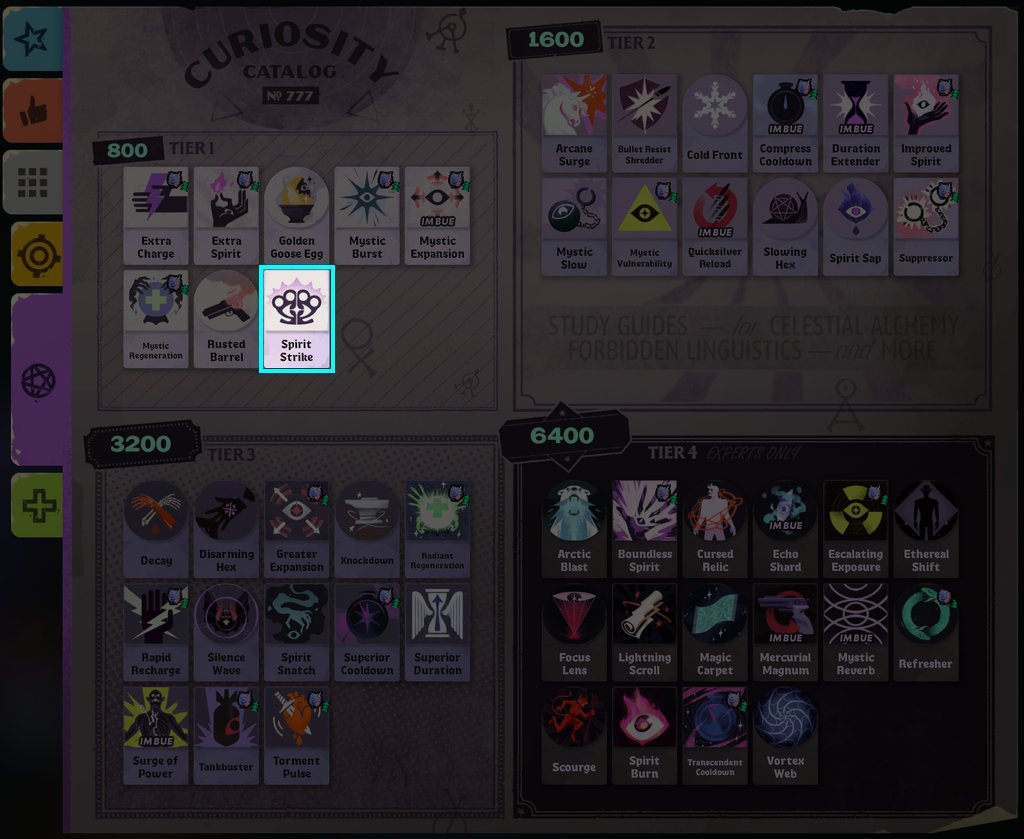 CURIOSITY
CATALOG
Nº 777
800 TIER 1
Extra Charge
Extra Spirit
Golden Goose Egg
Mystic Burst
IMBUE
Mystic Expansion
Mystic Regeneration
Rusted Barrel
Spirit Strike
1600 TIER 2
Arcane Surge
Bullet Resist Shredder
Cold Front
IMBUE
Compress Cooldown
IMBUE
Duration Extender
Improved Spirit
Mystic Slow
Mystic Vulnerability
IMBUE
Quicksilver Reload
Slowing Hex
Spirit Sap
Suppressor
STUDY GUIDES — for CELESTIAL ALCHEMY
FORBIDDEN LINGUISTICS — and MORE
3200 TIER 3
Decay
Disarming Hex
Greater Expansion
Knockdown
Radiant Regeneration
Rapid Recharge
Silence Wave
Spirit Snatch
Superior Cooldown
Superior Duration
IMBUE
Surge of Power
Tankbuster
Torment Pulse
6400 TIER 4 EXPERTS ONLY
Arctic Blast
Boundless Spirit
Cursed Relic
IMBUE
Echo Shard
Escalating Exposure
Ethereal Shift
Focus Lens
Lightning Scroll
Magic Carpet
IMBUE
Mercurial Magnum
IMBUE
Mystic Reverb
Refresher
Scourge
Spirit Burn
Transcendent Cooldown
Vortex Web